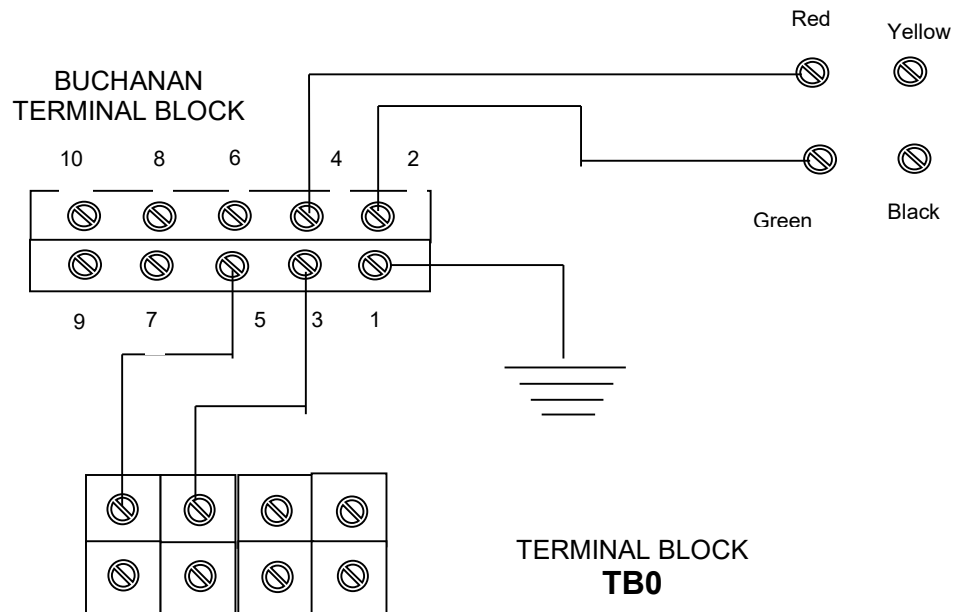 Red
Yellow
BUCHANAN
TERMINAL BLOCK
10 8 6 4 2
Green
Black
9 7 5 3 1
TERMINAL BLOCK
TB0